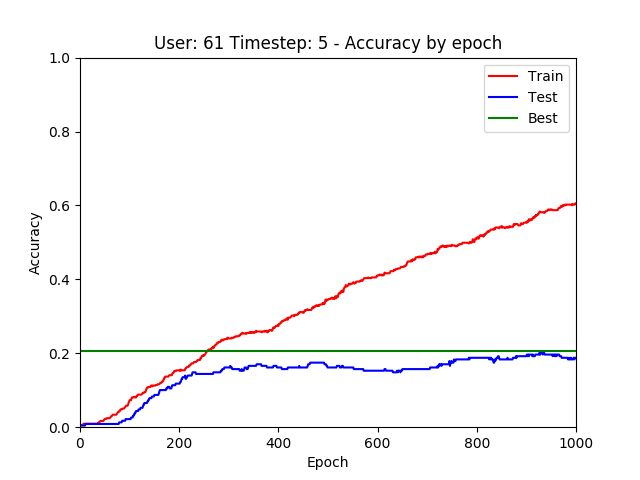 User: 61 Timestep: 5 - Accuracy by epoch
1.0
0.8
0.6
0.4
0.2
0.0
Accuracy
Train
Test
Best
0 200 400 600 800 1000
Epoch